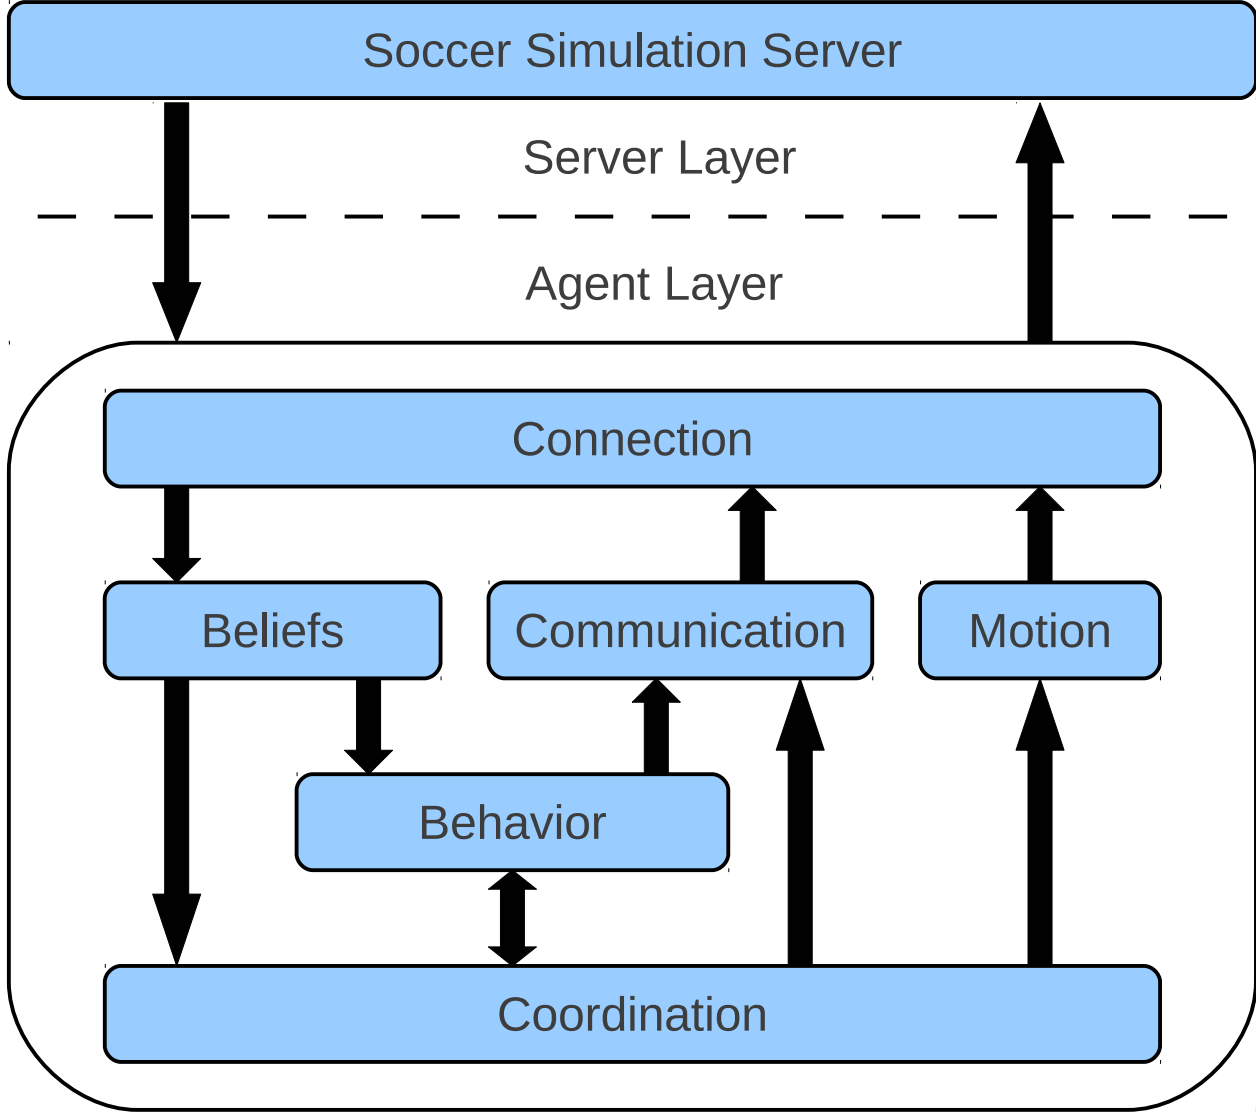 Soccer Simulation Server
Server Layer
Agent Layer
Connection
Beliefs
Communication
Motion
Behavior
Coordination